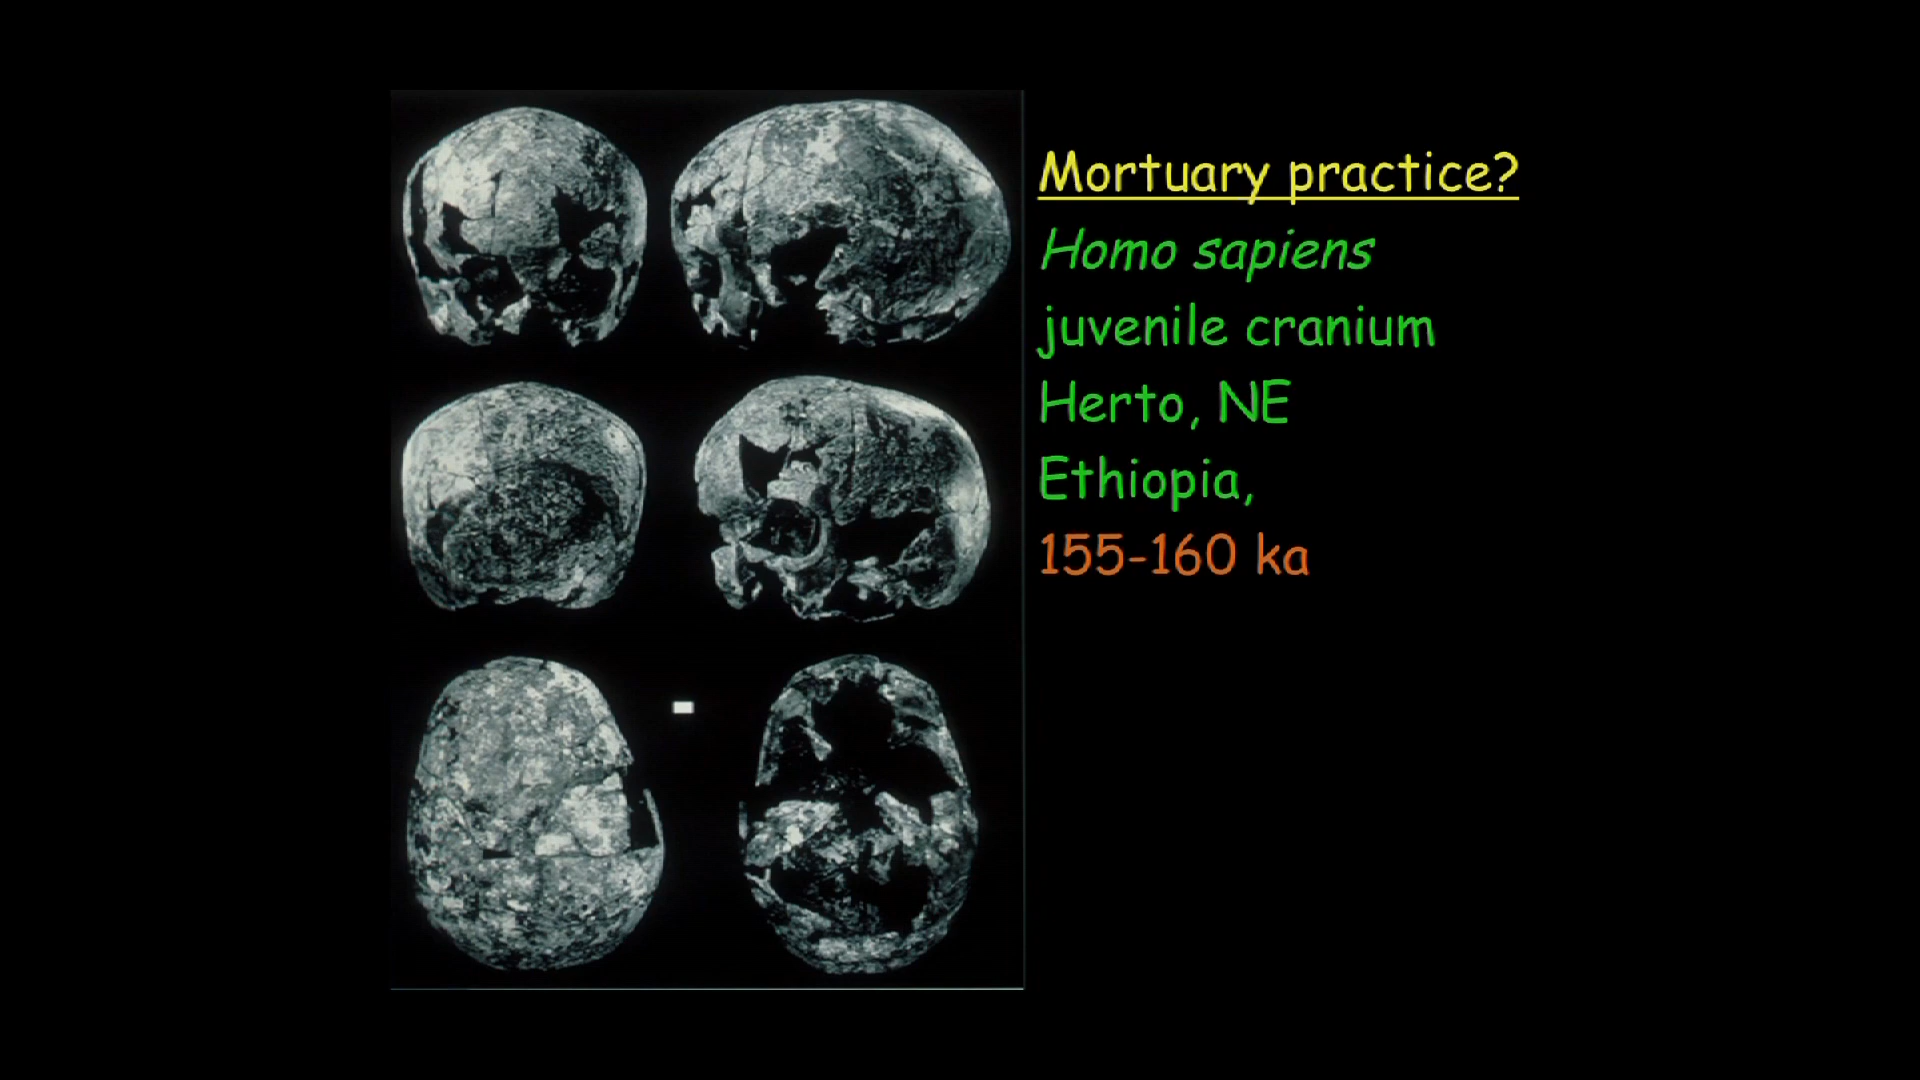 Mortuary practice?
Homo sapiens
juvenile cranium
Herto, NE
Ethiopia,
155-160 ka